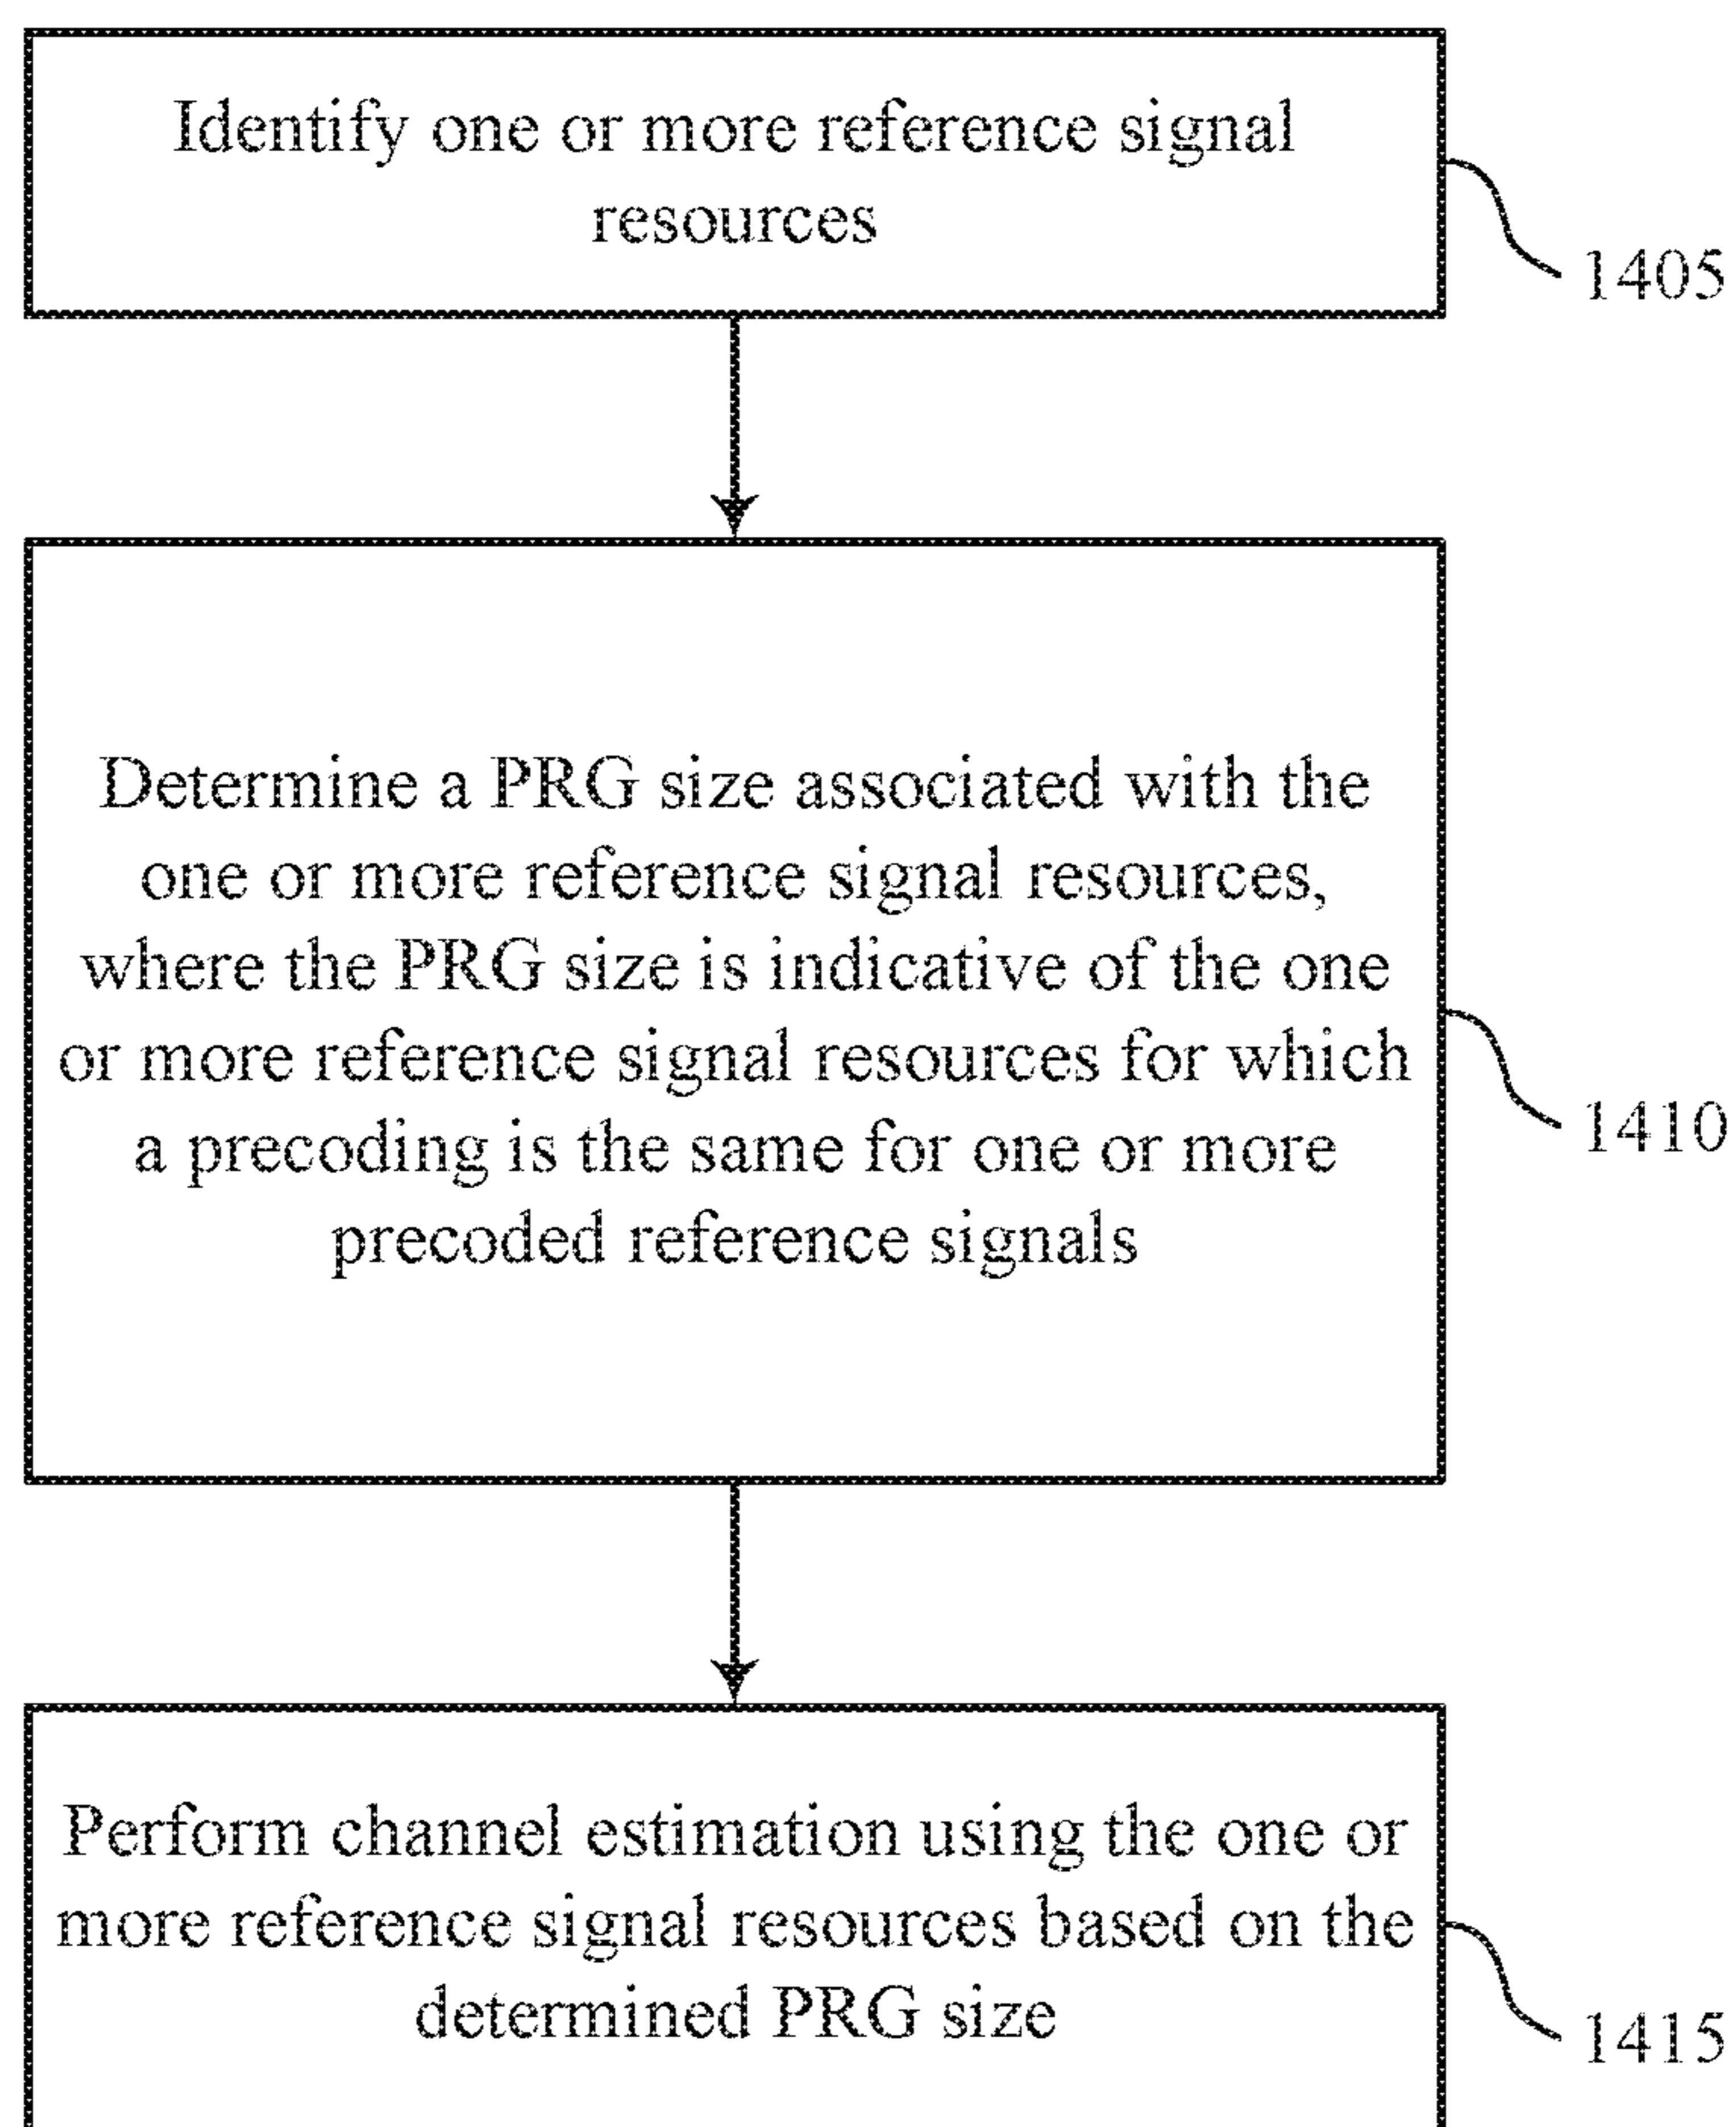 Identify one or more reference signal
resources
1405
Determine a PRG size associated with the
one or more reference signal resources,
where the PRG size is indicative of the one
or more reference signal resources for which
a precoding is the same for one or more
precoded reference signals
1410
Perform channel estimation using the one or
more reference signal resources based on the
determined PRG size
1415